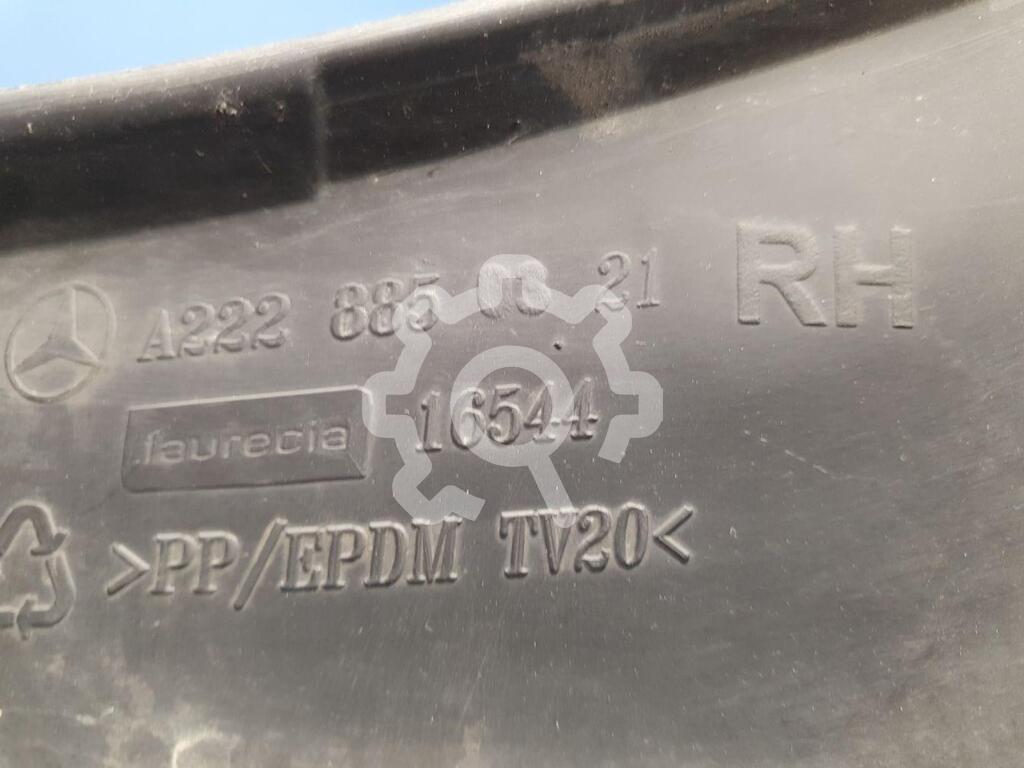 A222 885 21 RH
faurecia 16544
>PP/EPDM TV20<